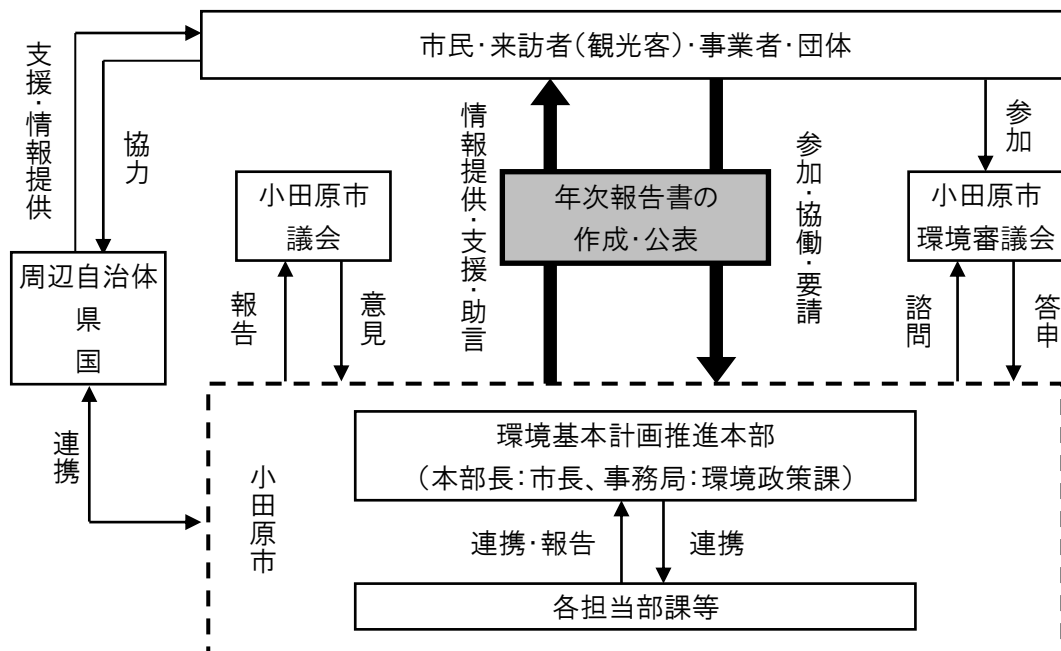 市民・来訪者(観光客)・事業者・団体
支援・情報提供
協力
情報提供・支援・助言
参加・協働・要請
参加
小田原市
議会
年次報告書の
作成・公表
小田原市
環境審議会
周辺自治体
県
国
報告
意見
諮問
答申
連携
小田原市
環境基本計画推進本部
(本部長:市長、事務局:環境政策課)
連携・報告
連携
各担当部課等